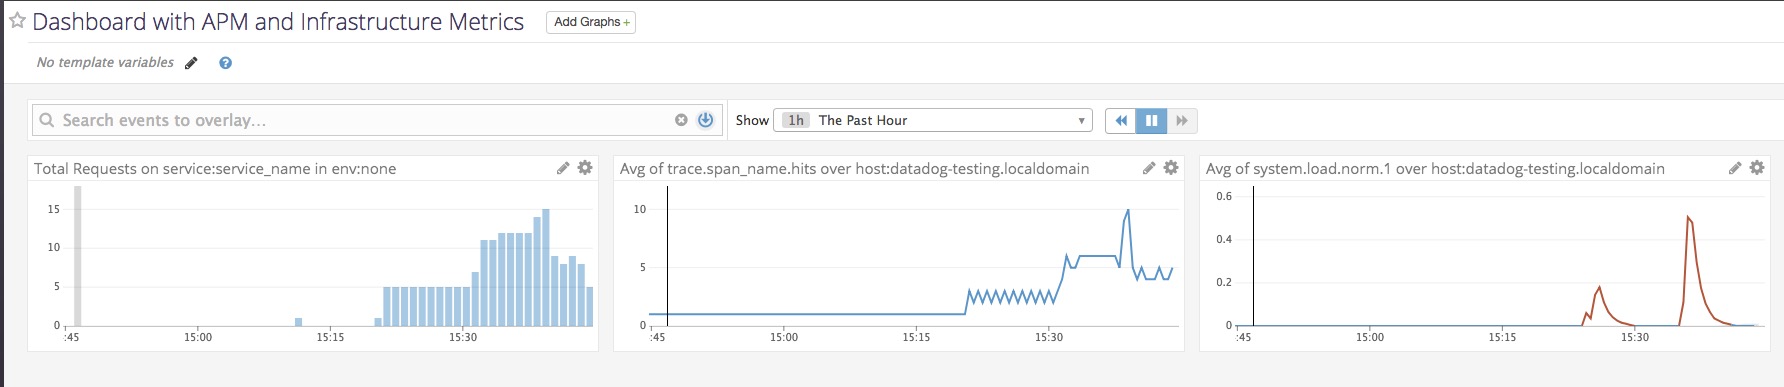 Dashboard with APM and Infrastructure Metrics
Add Graphs +
No template variables
?
Search events to overlay...
Show 1h The Past Hour
Total Requests on service:service_name in env:none
15
10
5
0
:45 15:00 15:15 15:30
Avg of trace.span_name.hits over host:datadog-testing.localdomain
10
5
0
:45 15:00 15:15 15:30
Avg of system.load.norm.1 over host:datadog-testing.localdomain
0.6
0.4
0.2
0
:45 15:00 15:15 15:30